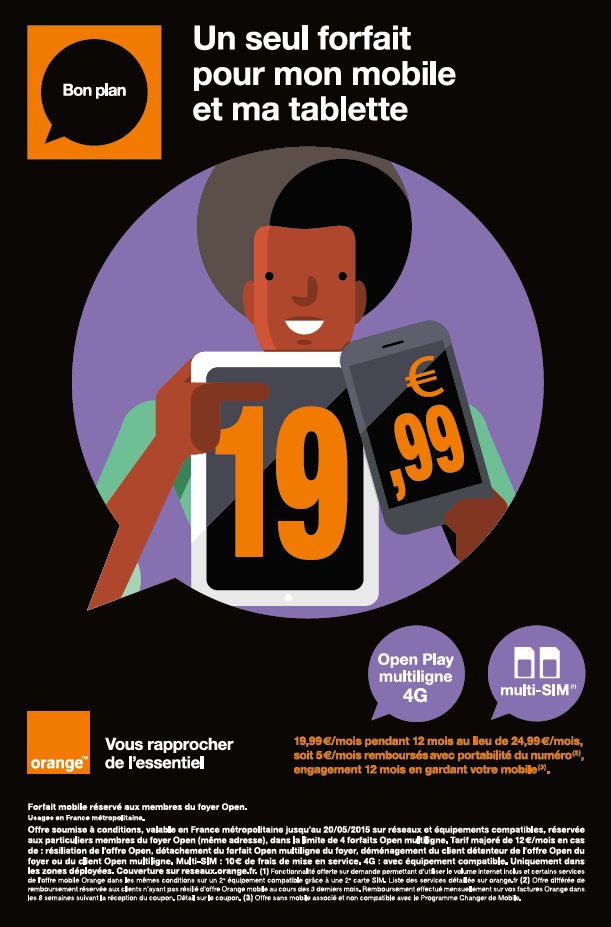 Bon plan
Un seul forfait
pour mon mobile
et ma tablette
€
19
,99
Open Play
multiligne
4G
multi-SIM(1)
orange™
Vous rapprocher
de l'essentiel
19,99€/mois pendant 12 mois au lieu de 24,99€/mois,
soit 5€/mois remboursés avec portabilité du numéro(2),
engagement 12 mois en gardant votre mobile(3).
Forfait mobile réservé aux membres du foyer Open.
Usages en France métropolitaine.
Offre soumise à conditions, valable en France métropolitaine jusqu'au 20/05/2015 sur réseaux et équipements compatibles, réservée
aux particuliers membres du foyer Open (même adresse), dans la limite de 4 forfaits Open multiligne. Tarif majoré de 12€/mois en cas
de : résiliation de l'offre Open, détachement du forfait Open multiligne du foyer, déménagement du client détenteur de l'offre Open du
foyer ou du client Open multiligne. Multi-SIM : 10€ de frais de mise en service. 4G : avec équipement compatible. Uniquement dans
les zones déployées. Couverture sur reseaux.orange.fr. (1) Fonctionnalité offerte sur demande permettant d'utiliser le volume Internet inclus et certains services
de l'offre mobile Orange dans les mêmes conditions sur un 2e équipement compatible grâce à une 2e carte SIM. Liste des services détaillée sur orange.fr (2) Offre différée de
remboursement réservée aux clients n'ayant pas résilié d'offre Orange mobile au cours des 3 derniers mois. Remboursement effectué mensuellement sur vos factures Orange dans
les 8 semaines suivant la réception du coupon. Détail sur le coupon. (3) Offre sans mobile associé et non compatible avec le Programme Changer de Mobile.